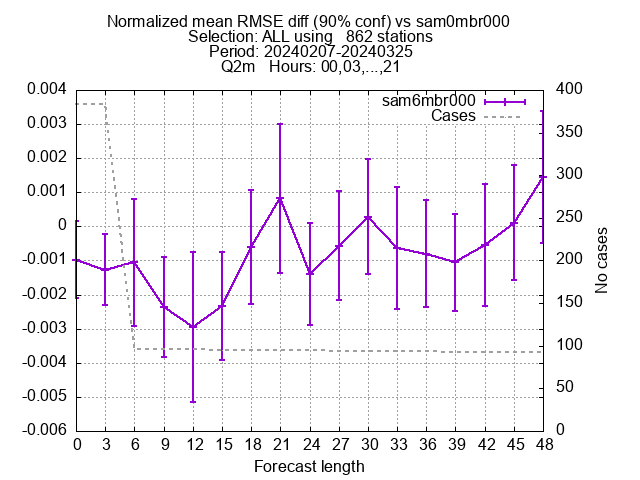 Normalized mean RMSE diff (90% conf) vs sam0mbr000
Selection: ALL using   862 stations
Period: 20240207-20240325
Q2m   Hours: 00,03,...,21
sam6mbr000
Cases
0.004
0.003
0.002
0.001
0
-0.001
-0.002
-0.003
-0.004
-0.005
-0.006
400
350
300
250
200
150
100
50
0
No cases
0 3 6 9 12 15 18 21 24 27 30 33 36 39 42 45 48
Forecast length